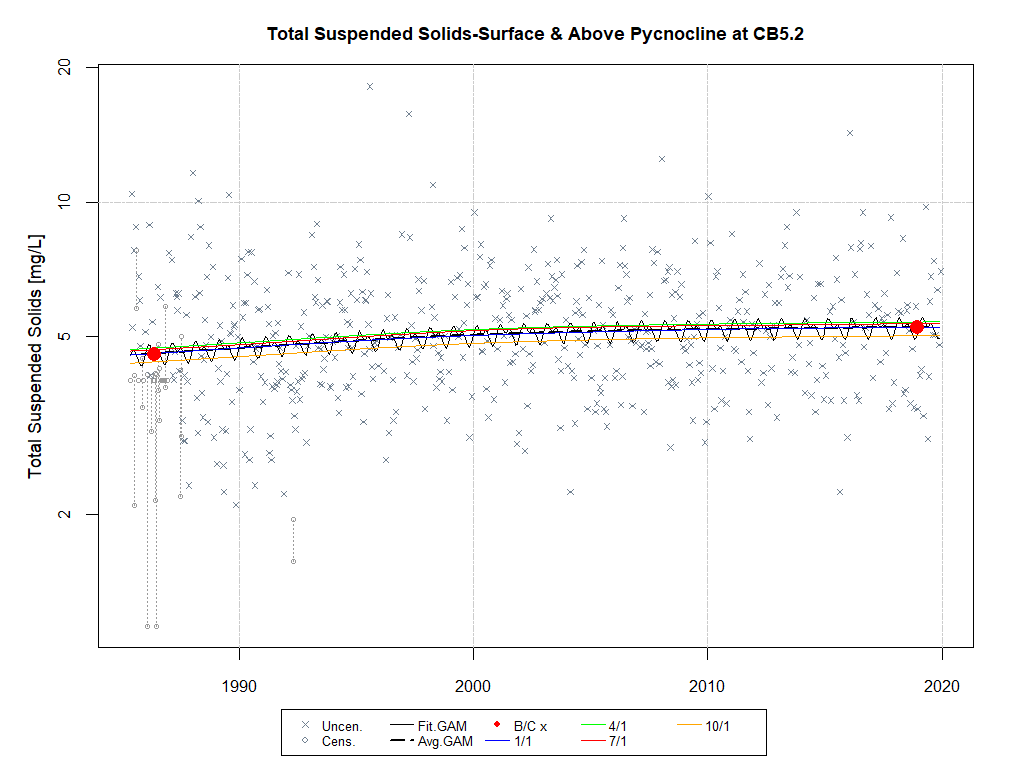 Total Suspended Solids-Surface & Above Pycnocline at CB5.2
Total Suspended Solids [mg/L]
20
10
5
2
1990 2000 2010 2020
Uncen. Fit.GAM B/C x 4/1 10/1
Cens. Avg.GAM 1/1 7/1